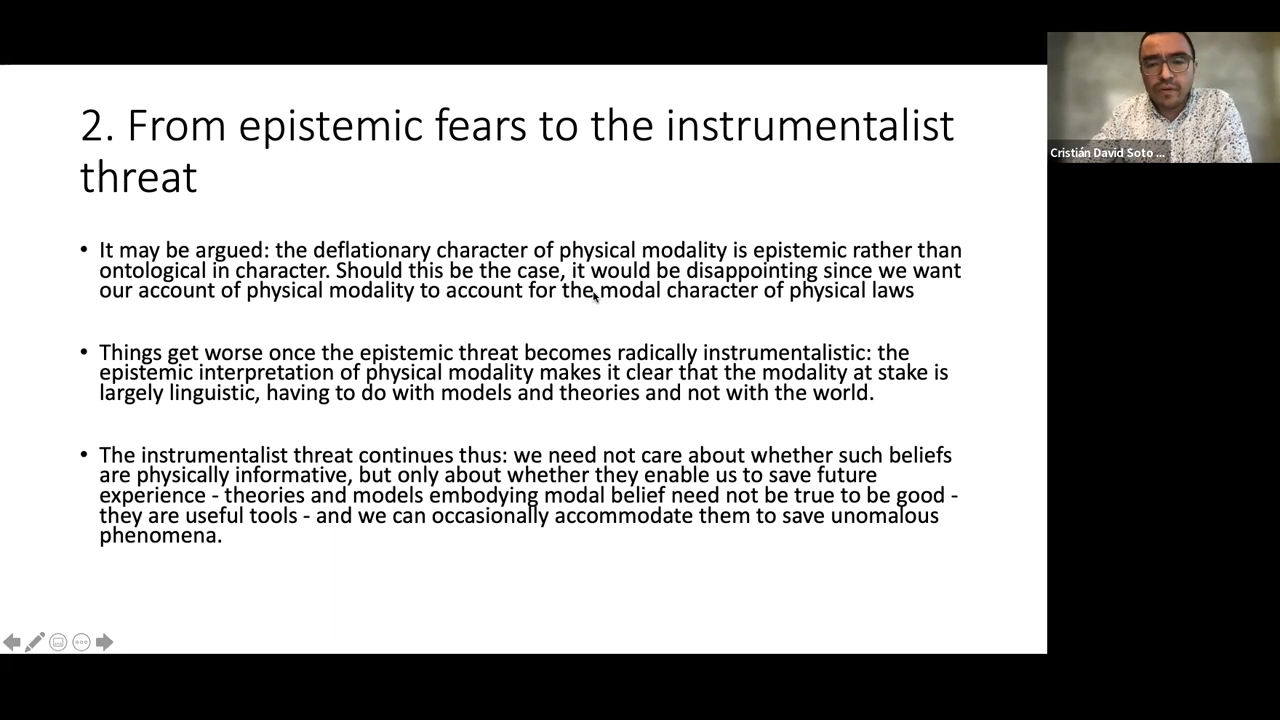 2. From epistemic fears to the instrumentalist
threat
• It may be argued: the deflationary character of physical modality is epistemic rather than
ontological in character. Should this be the case, it would be disappointing since we want
our account of physical modality to account for the modal character of physical laws
• Things get worse once the epistemic threat becomes radically instrumentalistic: the
epistemic interpretation of physical modality makes it clear that the modality at stake is
largely linguistic, having to do with models and theories and not with the world.
• The instrumentalist threat continues thus: we need not care about whether such beliefs
are physically informative, but only about whether they enable us to save future
experience - theories and models embodying modal belief need not be true to be good -
they are useful tools - and we can occasionally accommodate them to save unomalous
phenomena.
Cristián David Soto ...